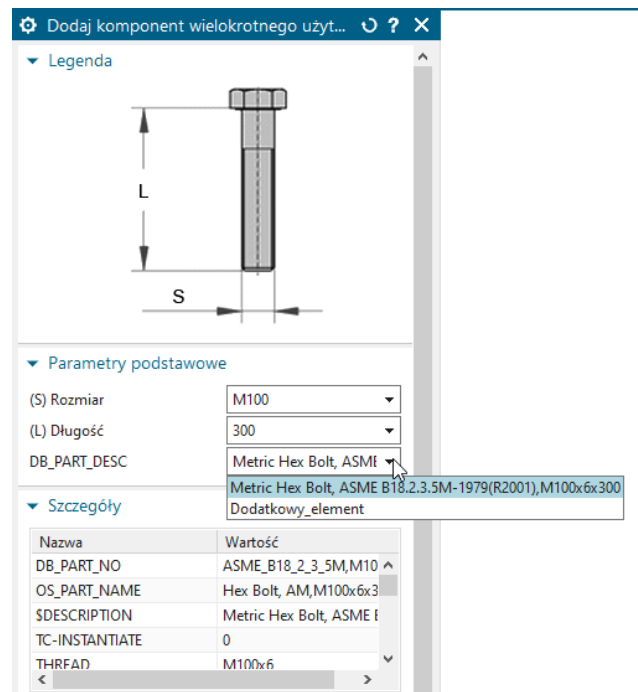 Dodaj komponent wielokrotnego użyt... ?
Legenda
L
S
Parametry podstawowe
(S) Rozmiar M100
(L) Długość 300
DB_PART_DESC Metric Hex Bolt, ASME
Metric Hex Bolt, ASME B18.2.3.5M-1979(R2001),M100x6x300
Dodatkowy_element
Szczegóły
Nazwa Wartość
DB_PART_NO ASME_B18_2_3_5M,M10
OS_PART_NAME Hex Bolt, AM,M100x6x3
$DESCRIPTION Metric Hex Bolt, ASME B
TC-INSTANTIATE 0
THREAD M100x6